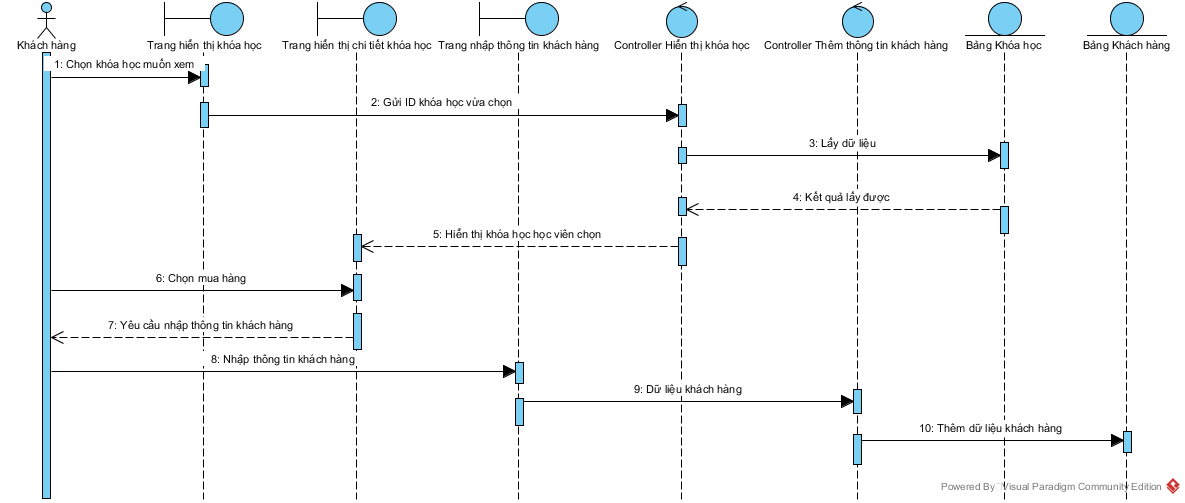 Khách hàng
Trang hiển thị khóa học
Trang hiển thị chi tiết khóa học
Trang nhập thông tin khách hàng
Controller Hiển thị khóa học
Controller Thêm thông tin khách hàng
Bảng Khóa học
Bảng Khách hàng
1: Chọn khóa học muốn xem
2: Gửi ID khóa học vừa chọn
3: Lấy dữ liệu
4: Kết quả lấy được
5: Hiển thị khóa học học viên chọn
6: Chọn mua hàng
7: Yêu cầu nhập thông tin khách hàng
8: Nhập thông tin khách hàng
9: Dữ liệu khách hàng
10: Thêm dữ liệu khách hàng
Powered By Visual Paradigm Community Edition